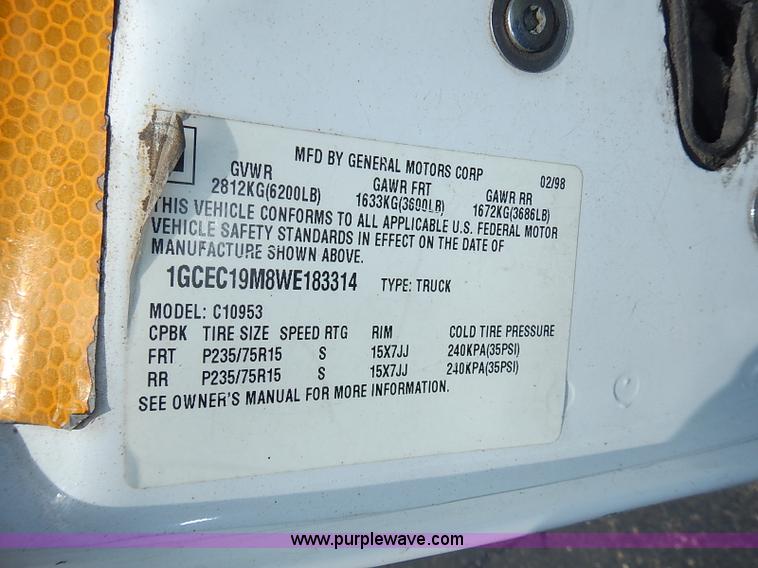 MFD BY GENERAL MOTORS CORP 02/98
GVWR GAWR FRT GAWR RR
2812KG(6200LB) 1633KG(3600LB) 1672KG(3686LB)
THIS VEHICLE CONFORMS TO ALL APPLICABLE U.S. FEDERAL MOTOR
VEHICLE SAFETY STANDARDS IN EFFECT ON THE DATE OF
MANUFACTURE SHOWN ABOVE.
1GCEC19M8WE183314 TYPE: TRUCK
MODEL: C10953
CPBK TIRE SIZE SPEED RTG RIM COLD TIRE PRESSURE
FRT P235/75R15 S 15X7JJ 240KPA(35PSI)
RR P235/75R15 S 15X7JJ 240KPA(35PSI)
SEE OWNER'S MANUAL FOR MORE INFORMATION.
www.purplewave.com